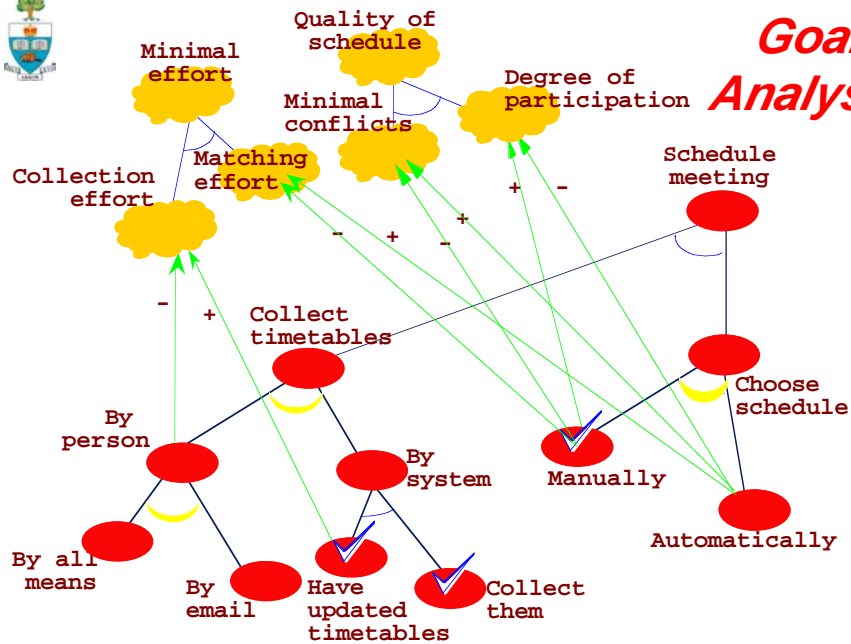 Quality of
schedule
Goal
Analys
Minimal
effort
Degree of
participation
Minimal
conflicts
Matching
effort
Schedule
meeting
Collection
effort
+
-
+
-
+
-
-
+
Collect
timetables
Choose
schedule
By
person
By
system
Manually
Automatically
By all
means
By
email
Have
updated
timetables
Collect
them